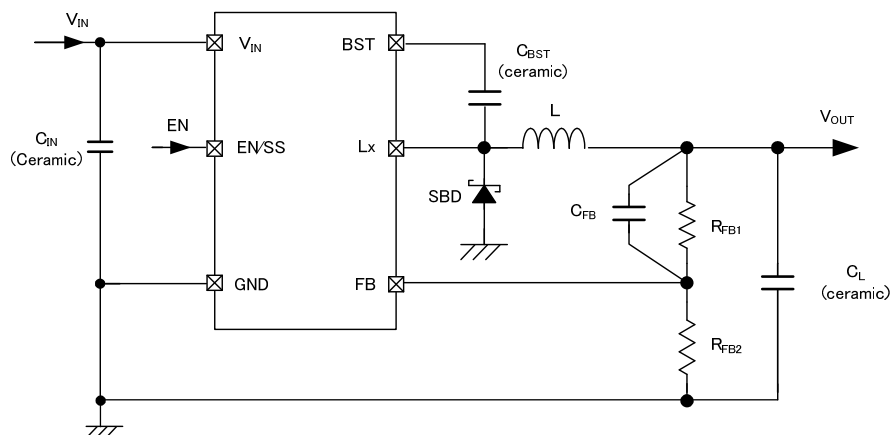 VIN
VIN
BST
CBST
(ceramic)
L
VOUT
CIN
(Ceramic)
EN
EN/SS
Lx
SBD
CFB
RFB1
GND
FB
CL
(ceramic)
RFB2